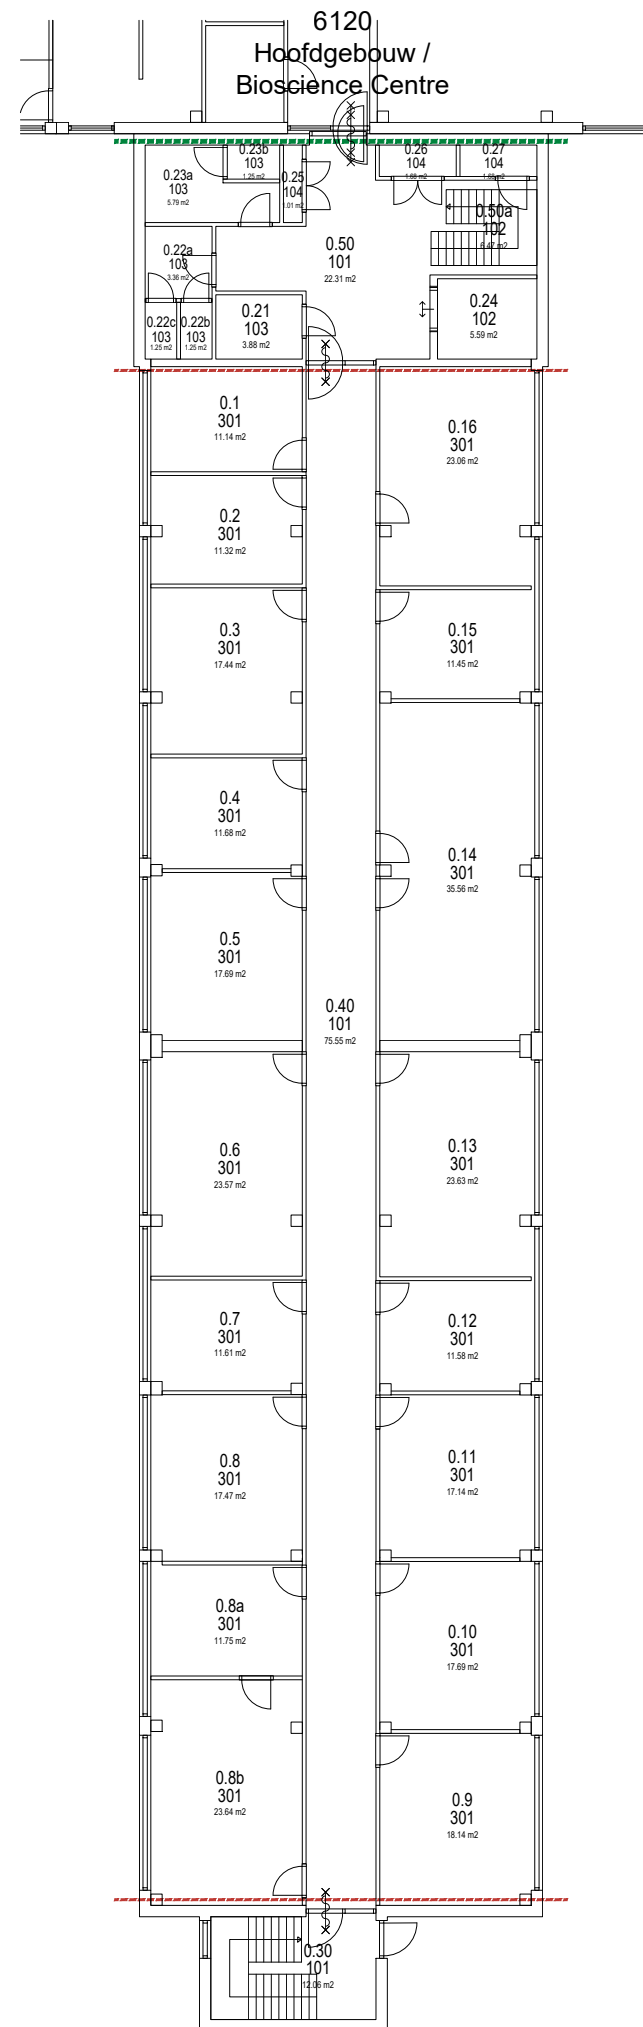 6120
Hoofdgebouw /
Bioscience Centre
0.23a
103
5.79 m2
0.23b
103
1.25 m2
0.25
104
1.01 m2
0.26
104
1.68 m2
0.27
104
1.68 m2
0.50a
102
6.47 m2
0.22a
103
3.36 m2
0.50
101
22.31 m2
0.22c
103
1.25 m2
0.22b
103
1.25 m2
0.21
103
3.88 m2
0.24
102
5.59 m2
0.1
301
11.14 m2
0.16
301
23.06 m2
0.2
301
11.32 m2
0.3
301
17.44 m2
0.15
301
11.45 m2
0.4
301
11.68 m2
0.14
301
35.56 m2
0.5
301
17.69 m2
0.40
101
75.55 m2
0.6
301
23.57 m2
0.13
301
23.63 m2
0.7
301
11.61 m2
0.12
301
11.58 m2
0.8
301
17.47 m2
0.11
301
17.14 m2
0.8a
301
11.75 m2
0.10
301
17.69 m2
0.8b
301
23.64 m2
0.9
301
18.14 m2
0.30
101
12.06 m2